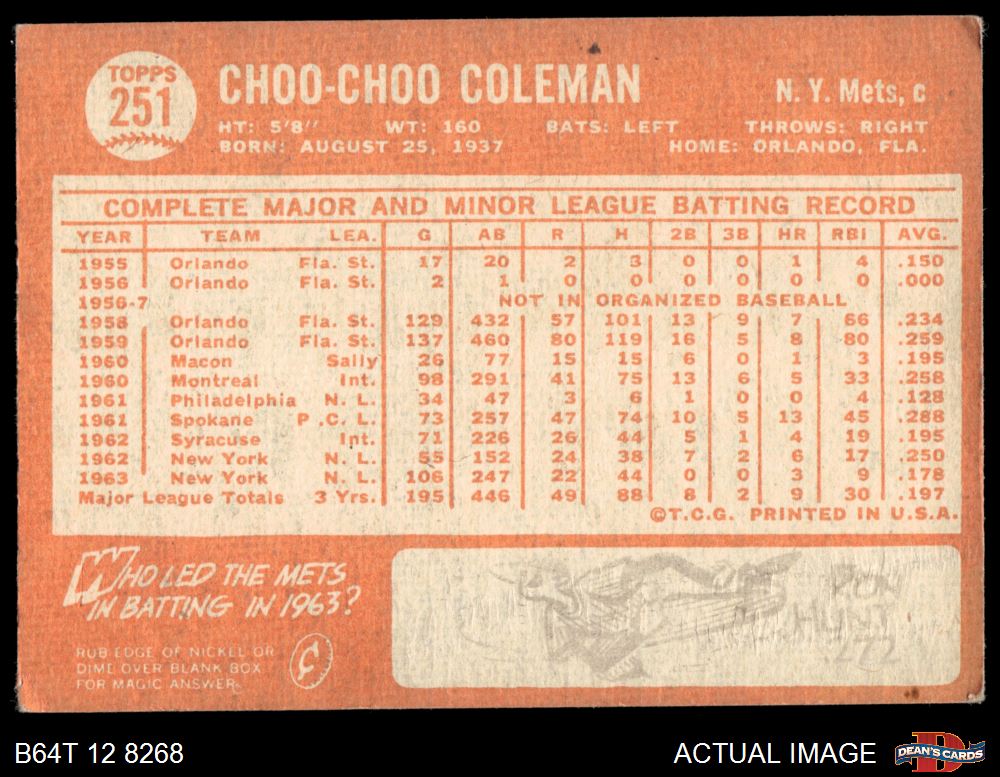 TOPPS
251
CHOO-CHOO COLEMAN
N. Y. Mets, c
HT: 5'8" WT: 160 BATS: LEFT THROWS: RIGHT
BORN: AUGUST 25, 1937 HOME: ORLANDO, FLA.
COMPLETE MAJOR AND MINOR LEAGUE BATTING RECORD
YEAR TEAM LEA. G AB R H 2B 3B HR RBI AVG.
1955 Orlando Fla. St. 17 20 2 3 0 0 1 4 .150
1956 Orlando Fla. St. 2 1 0 0 0 0 0 0 .000
1956-7 NOT IN ORGANIZED BASEBALL
1958 Orlando Fla. St. 129 432 57 101 13 9 7 66 .234
1959 Orlando Fla. St. 137 460 80 119 16 5 8 80 .259
1960 Macon Sally 26 77 15 15 6 0 1 3 .195
1960 Montreal Int. 98 291 41 75 13 6 5 33 .258
1961 Philadelphia N. L. 34 47 3 6 1 0 0 4 .128
1961 Spokane P .C. L. 73 257 47 74 10 5 13 45 .288
1962 Syracuse Int. 71 226 26 44 5 1 4 19 .195
1962 New York N. L. 55 152 24 38 7 2 6 17 .250
1963 New York N. L. 106 247 22 44 0 0 3 9 .178
Major League Totals 3 Yrs. 195 446 49 88 8 2 9 30 .197
©T.C.G. PRINTED IN U.S.A.
WHO LED THE METS
IN BATTING IN 1963?
RUB EDGE OF NICKEL OR
DIME OVER BLANK BOX
FOR MAGIC ANSWER
¢
RON
HUNT
B64T 12 8268
ACTUAL IMAGE
DEAN'S CARDS